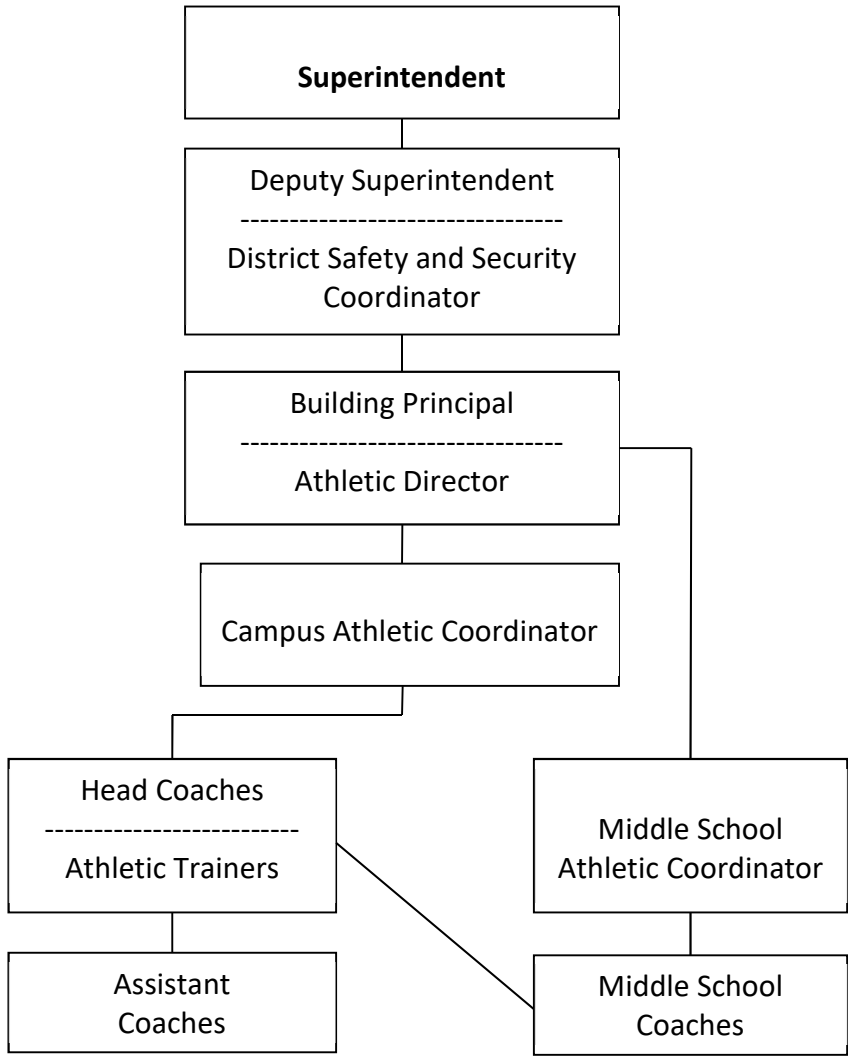 Superintendent
Deputy Superintendent
---------------------------------
District Safety and Security
Coordinator
Building Principal
---------------------------------
Athletic Director
Campus Athletic Coordinator
Head Coaches
--------------------------
Athletic Trainers
Middle School
Athletic Coordinator
Assistant
Coaches
Middle School
Coaches